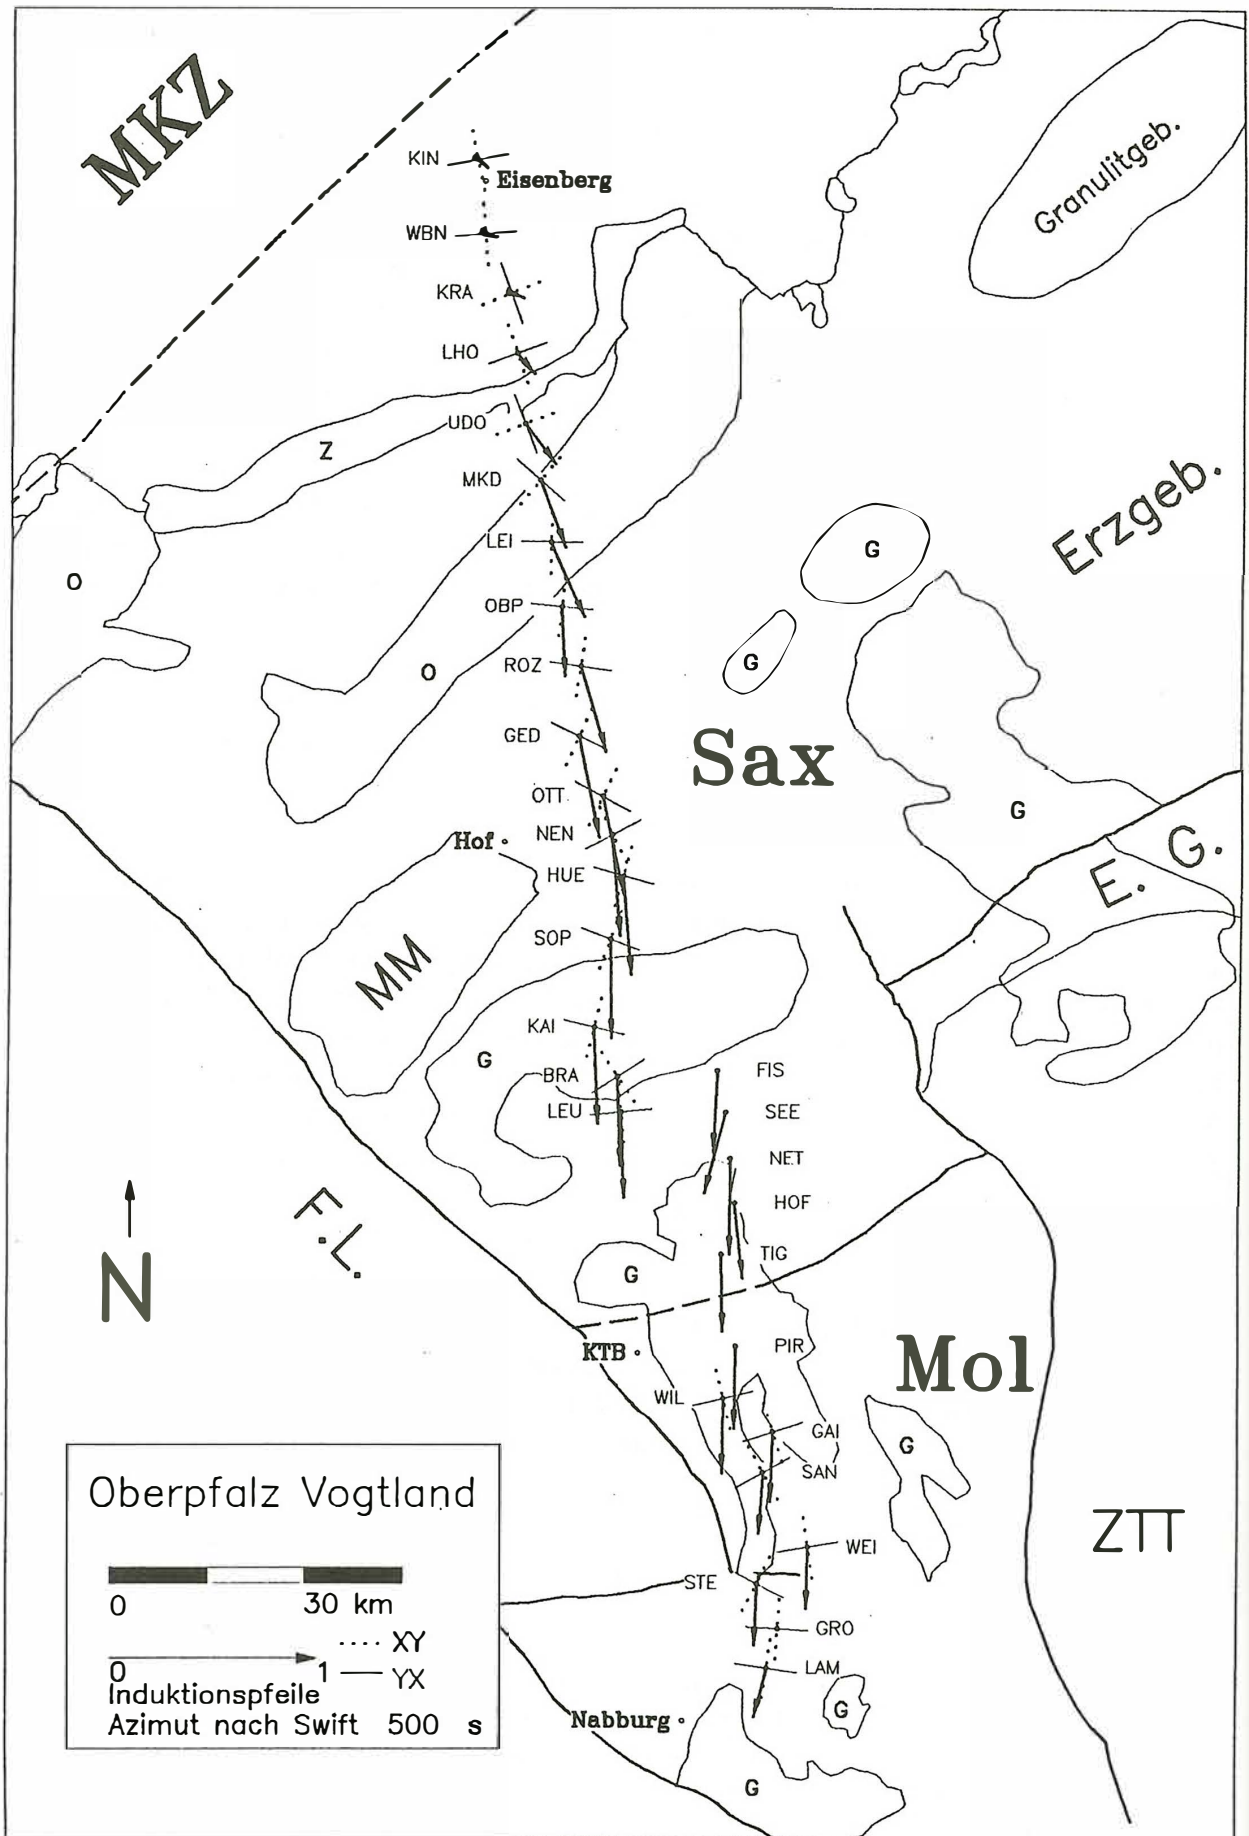 MKZ
KIN
Eisenberg
Granulitgeb.
WBN
KRA
LHO
UDO
Z
MKD
Erzgeb.
LEI
G
O
OBP
G
ROZ
O
GED
Sax
OTT
G
NEN
Hof
E. G.
HUE
SOP
MM
KAI
G
BRA
FIS
LEU
SEE
NET
F.L.
HOF
TIG
N
G
PIR
KTB
Mol
WIL
GAI
G
SAN
Oberpfalz Vogtland
ZTT
WEI
STE
0 30 km
GRO
XY
0 1 YX
LAM
Induktionspfeile
G
Azimut nach Swift 500 s
Nabburg
G